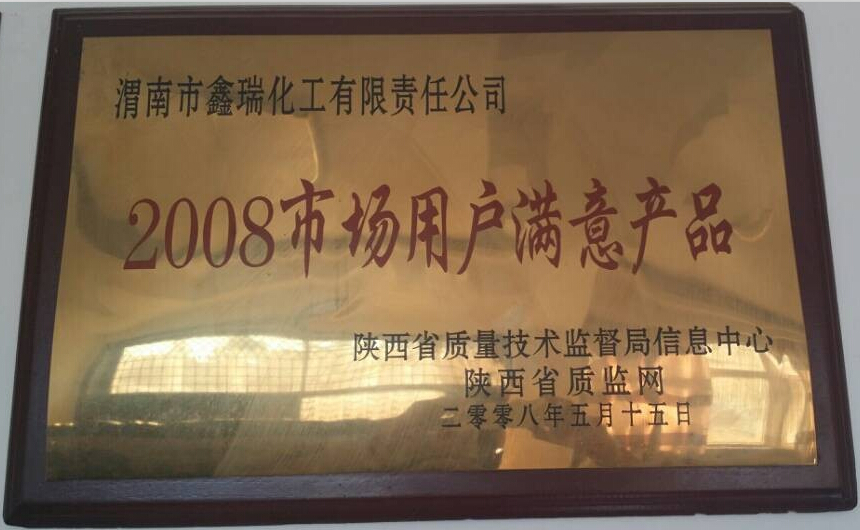 渭南市鑫瑞化工有限责任公司
2008市场用户满意产品
陕西省质量技术监督局信息中心
陕西省质监网
二零零八年五月十五日